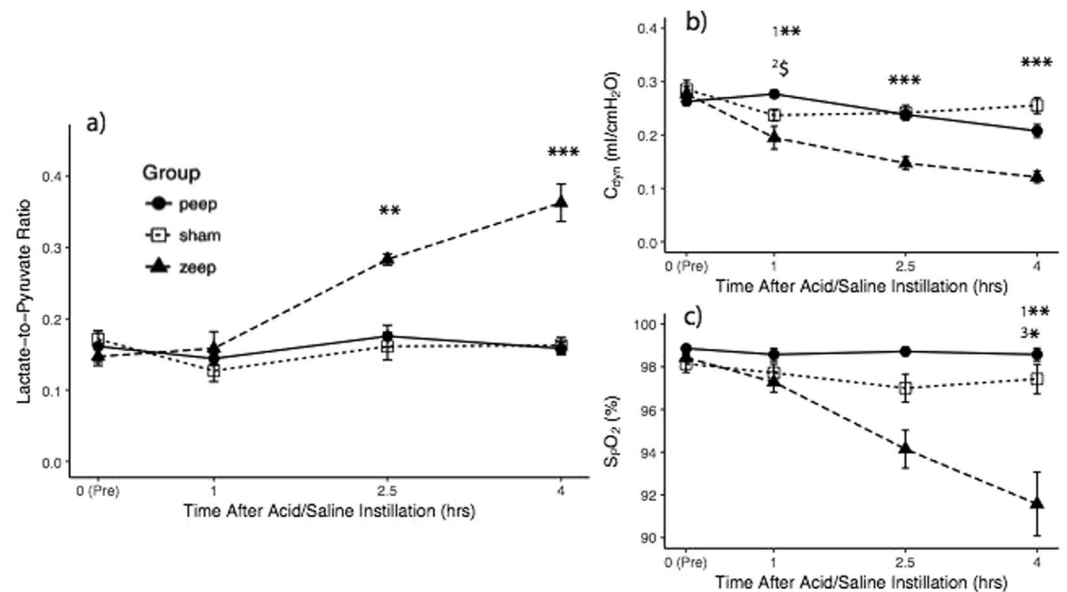 a)
Lactate-to-Pyruvate Ratio
0.4
0.3
0.2
0.1
0.0
Group
peep
sham
zeep
**
***
0 (Pre)
1
2.5
4
Time After Acid/Saline Instillation (hrs)
b)
Cdyn (ml/cmH2O)
0.4
0.3
0.2
0.1
0.0
1**
2$
***
***
0 (Pre)
1
2.5
4
Time After Acid/Saline Instillation (hrs)
c)
SpO2 (%)
100
98
96
94
92
90
1**
3*
0 (Pre)
1
2.5
4
Time After Acid/Saline Instillation (hrs)